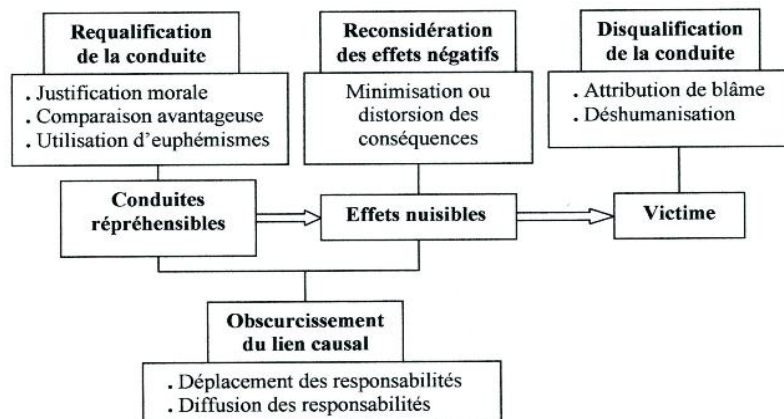 Requalification
de la conduite
. Justification morale
. Comparaison avantageuse
. Utilisation d'euphémismes
Reconsidération
des effets négatifs
Minimisation ou
distorsion des
conséquences
Disqualification
de la conduite
. Attribution de blâme
. Déshumanisation
Conduites
répréhensibles
Effets nuisibles
Victime
Obscurcissement
du lien causal
. Déplacement des responsabilités
. Diffusion des responsabilités